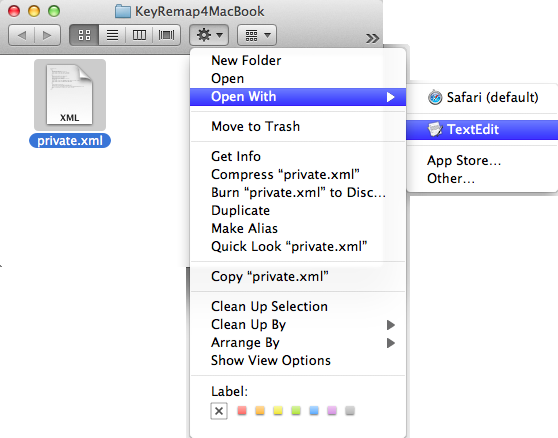 KeyRemap4MacBook
XML
private.xml
New Folder
Open
Open With
Move to Trash
Get Info
Compress “private.xml”
Burn “private.xml” to Disc...
Duplicate
Make Alias
Quick Look “private.xml”
Copy “private.xml”
Clean Up Selection
Clean Up By
Arrange By
Show View Options
Label:
Safari (default)
TextEdit
App Store...
Other...